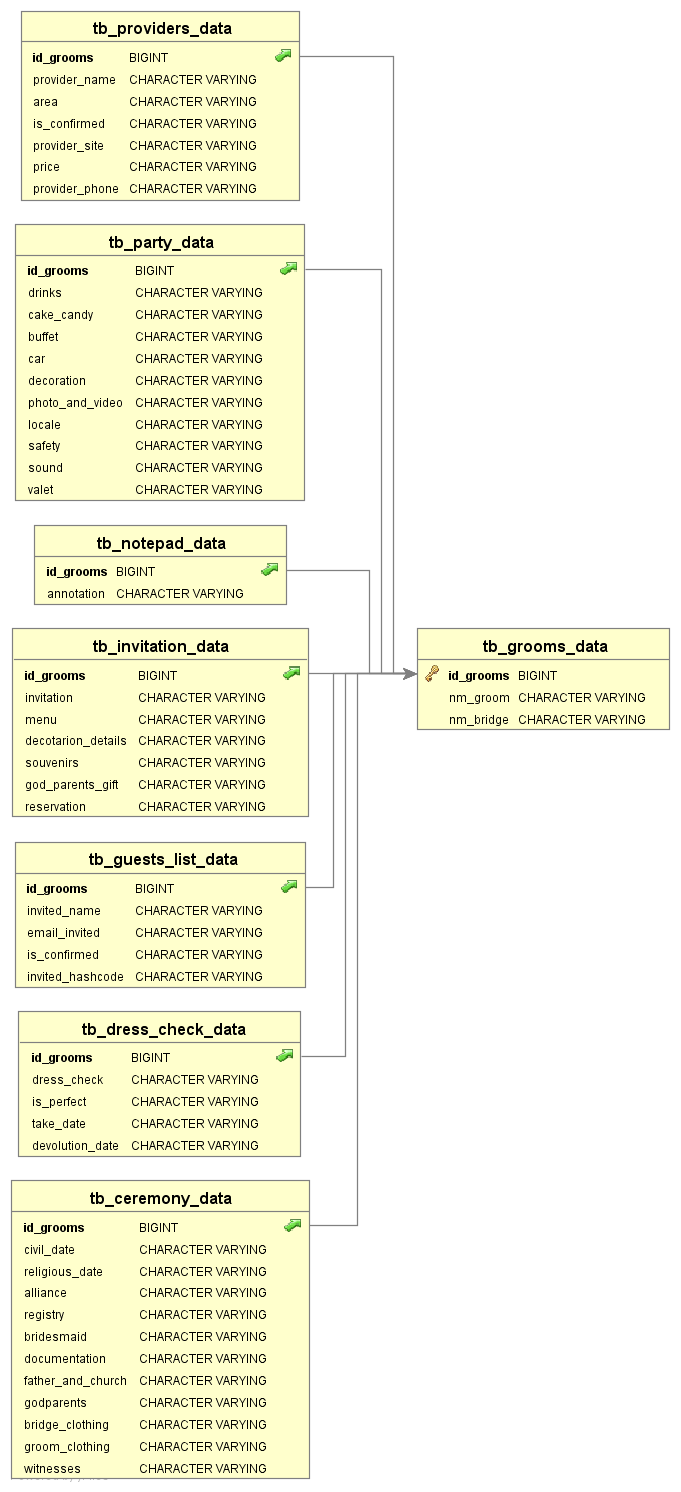 tb_providers_data
id_grooms BIGINT
provider_name CHARACTER VARYING
area CHARACTER VARYING
is_confirmed CHARACTER VARYING
provider_site CHARACTER VARYING
price CHARACTER VARYING
provider_phone CHARACTER VARYING
tb_party_data
id_grooms BIGINT
drinks CHARACTER VARYING
cake_candy CHARACTER VARYING
buffet CHARACTER VARYING
car CHARACTER VARYING
decoration CHARACTER VARYING
photo_and_video CHARACTER VARYING
locale CHARACTER VARYING
safety CHARACTER VARYING
sound CHARACTER VARYING
valet CHARACTER VARYING
tb_notepad_data
id_grooms BIGINT
annotation CHARACTER VARYING
tb_invitation_data
id_grooms BIGINT
invitation CHARACTER VARYING
menu CHARACTER VARYING
decotarion_details CHARACTER VARYING
souvenirs CHARACTER VARYING
god_parents_gift CHARACTER VARYING
reservation CHARACTER VARYING
tb_grooms_data
id_grooms BIGINT
nm_groom CHARACTER VARYING
nm_bridge CHARACTER VARYING
tb_guests_list_data
id_grooms BIGINT
invited_name CHARACTER VARYING
email_invited CHARACTER VARYING
is_confirmed CHARACTER VARYING
invited_hashcode CHARACTER VARYING
tb_dress_check_data
id_grooms BIGINT
dress_check CHARACTER VARYING
is_perfect CHARACTER VARYING
take_date CHARACTER VARYING
devolution_date CHARACTER VARYING
tb_ceremony_data
id_grooms BIGINT
civil_date CHARACTER VARYING
religious_date CHARACTER VARYING
alliance CHARACTER VARYING
registry CHARACTER VARYING
bridesmaid CHARACTER VARYING
documentation CHARACTER VARYING
father_and_church CHARACTER VARYING
godparents CHARACTER VARYING
bridge_clothing CHARACTER VARYING
groom_clothing CHARACTER VARYING
witnesses CHARACTER VARYING